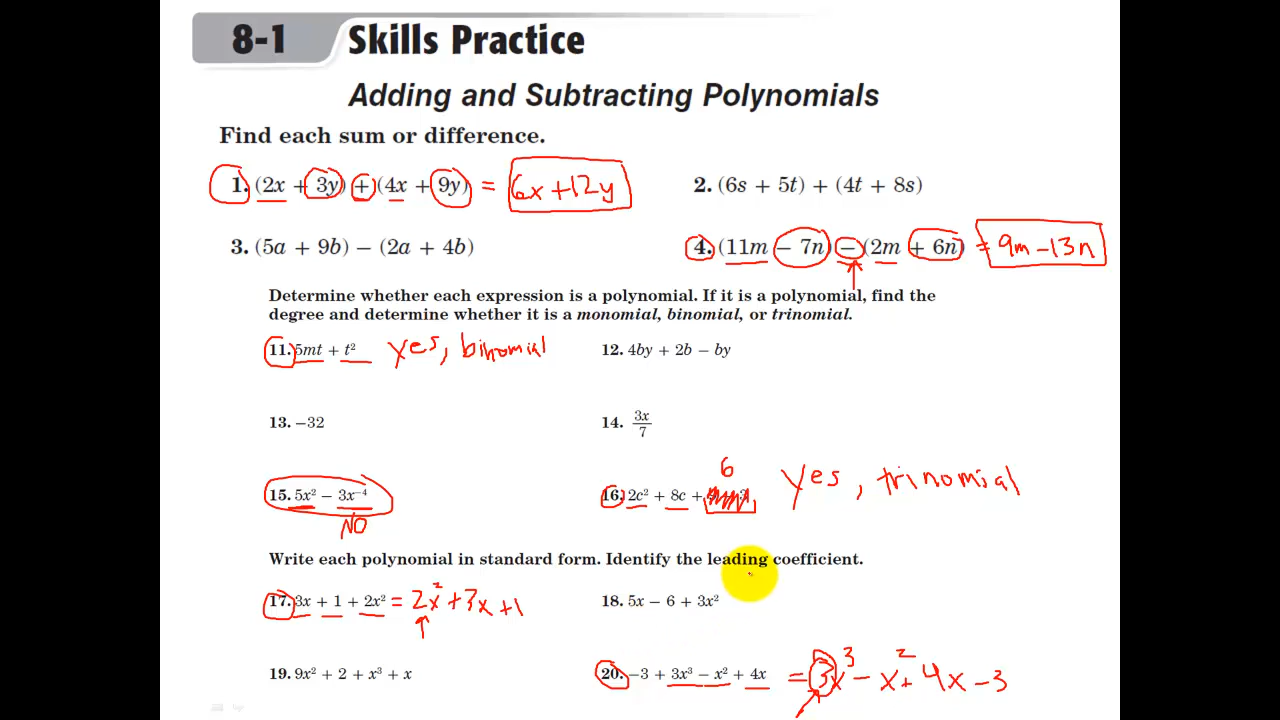 8-1 Skills Practice
Adding and Subtracting Polynomials
Find each sum or difference.
1. (2x + 3y) + (4x + 9y) = 6x + 12y
2. (6s + 5t) + (4t + 8s)
3. (5a + 9b) − (2a + 4b)
4. (11m − 7n) − (2m + 6n) = 9m − 13n
Determine whether each expression is a polynomial. If it is a polynomial, find the
degree and determine whether it is a monomial, binomial, or trinomial.
11. 5mt + t² yes, binomial
12. 4by + 2b − by
13. −32
14. 3x/7
6
15. 5x² − 3x⁻⁴
16. 2c² + 8c + yes, trinomial
NO
Write each polynomial in standard form. Identify the leading coefficient.
17. 3x + 1 + 2x² = 2x² + 3x + 1
18. 5x − 6 + 3x²
19. 9x² + 2 + x³ + x
20. −3 + 3x³ − x² + 4x = 3x³ − x² + 4x − 3